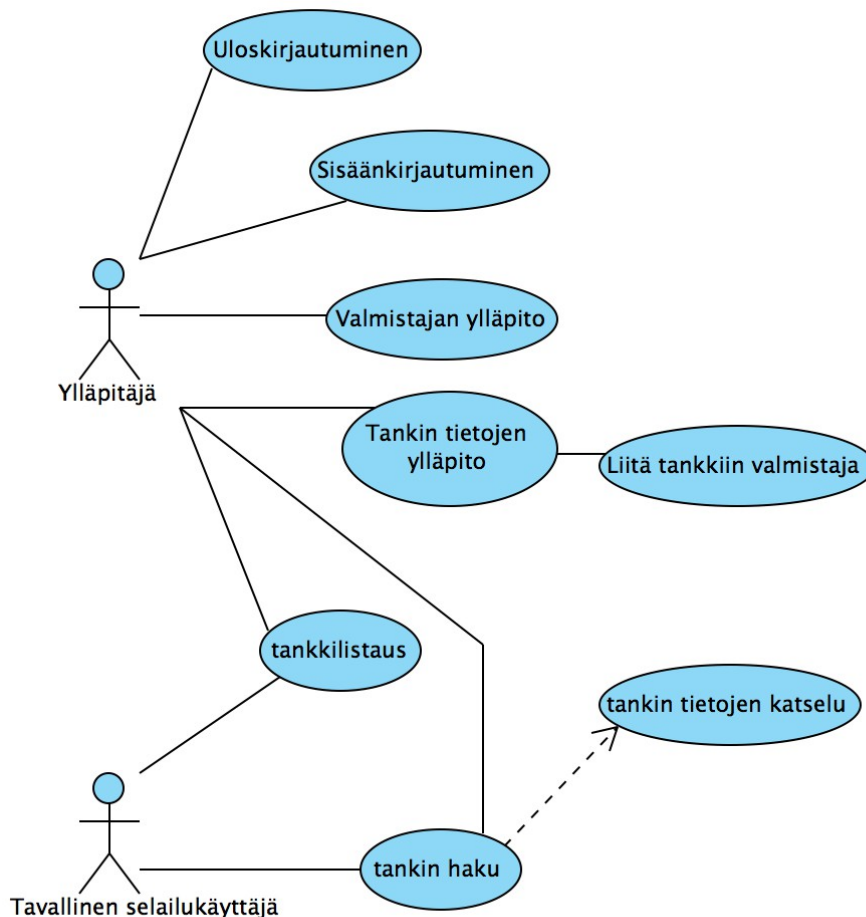 Uloskirjautuminen
Sisäänkirjautuminen
Valmistajan ylläpito
Ylläpitäjä
Tankin tietojen
ylläpito
Liitä tankkiin valmistaja
tankkilistaus
tankin tietojen katselu
tankin haku
Tavallinen selailukäyttäjä